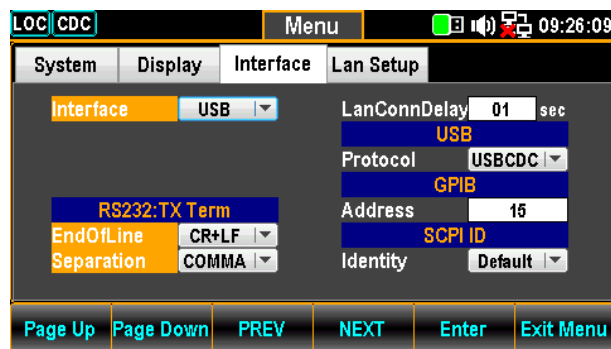 LOC CDC Menu 09:26:09
System Display Interface Lan Setup
Interface USB
LanConnDelay 01 sec
USB
Protocol USBCDC
GPIB
RS232:TX Term
Address 15
EndOfLine CR+LF
SCPI ID
Separation COMMA
Identity Default
Page Up Page Down PREV NEXT Enter Exit Menu